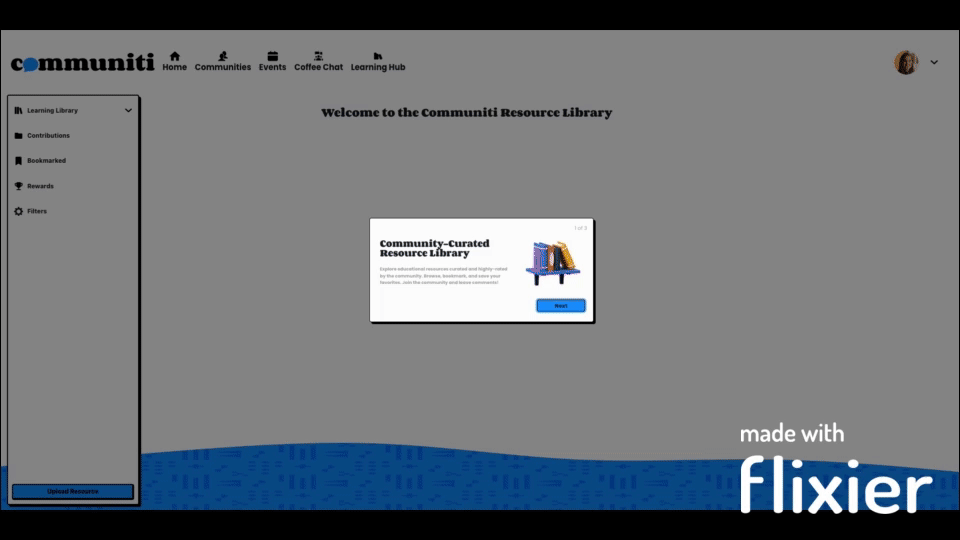 communiti
Home
Communities
Events
Coffee Chat
Learning Hub
Learning Library
Contributions
Bookmarked
Rewards
Filters
Upload Resource
Welcome to the Communiti Resource Library
1 of 3
Community-Curated
Resource Library
Explore educational resources curated and highly-rated
by the community. Browse, bookmark, and save your
favorites. Join the community and leave comments!
Next
made with
flixier